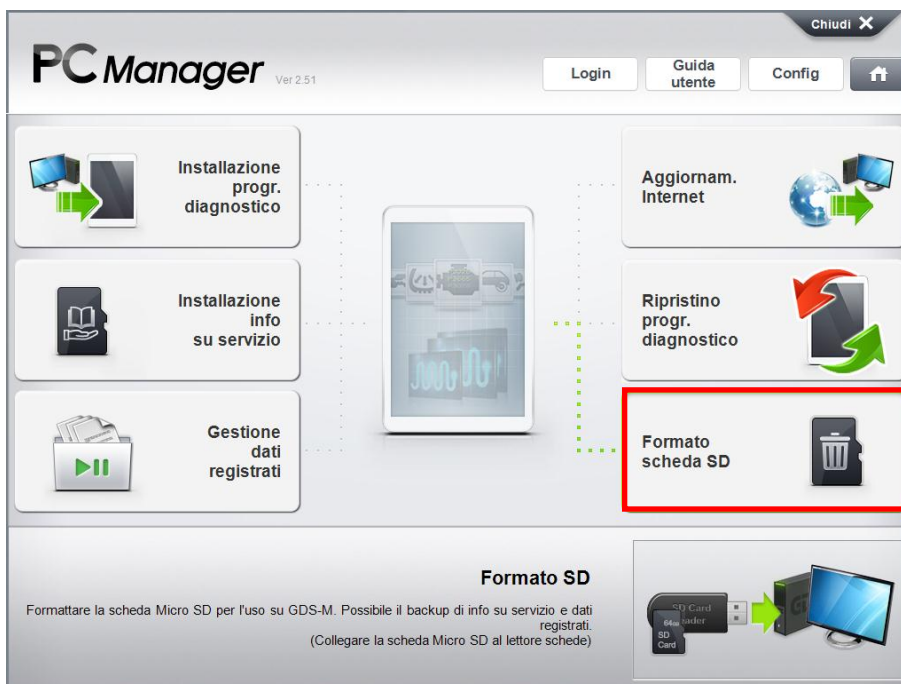 Chiudi
PC Manager Ver 2.51
Login
Guida
utente
Config
Installazione
progr.
diagnostico
Aggiornam.
Internet
Installazione
info
su servizio
Ripristino
progr.
diagnostico
Gestione
dati
registrati
Formato
scheda SD
Formato SD
Formattare la scheda Micro SD per l'uso su GDS-M. Possibile il backup di info su servizio e dati
registrati.
(Collegare la scheda Micro SD al lettore schede)
SD Card
64GB
SD
Card